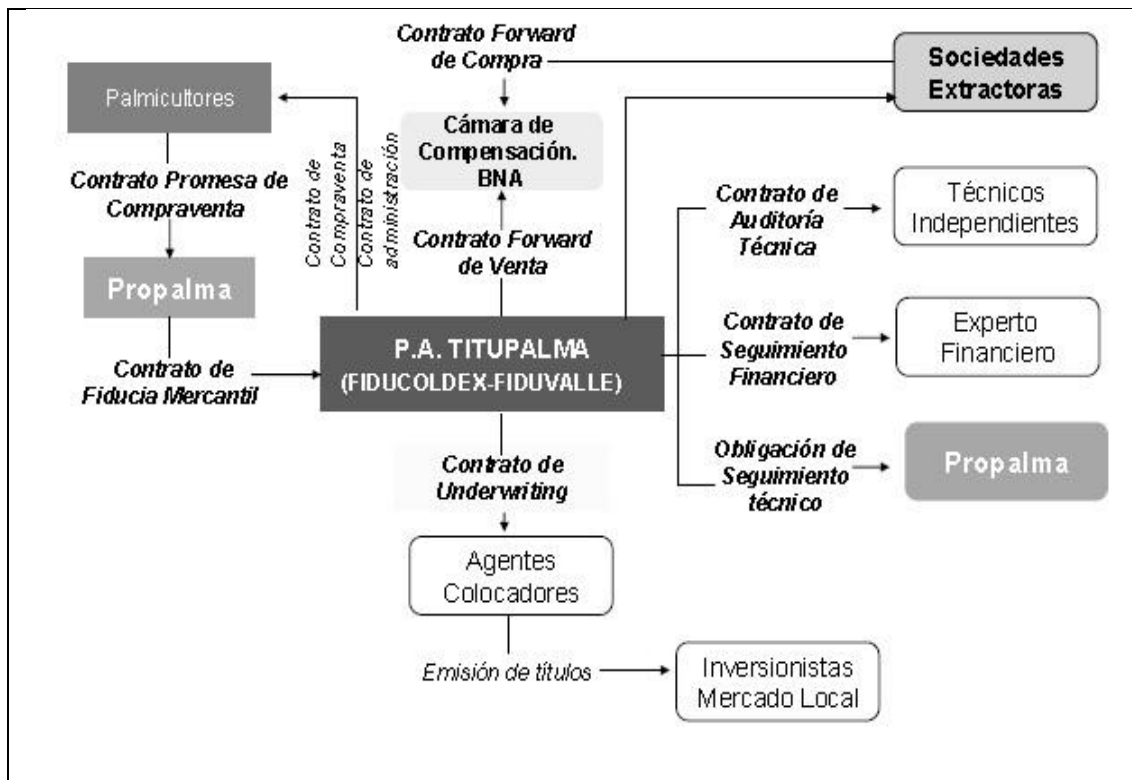 Contrato Forward
de Compra
Sociedades
Extractoras
Palmicultores
Cámara de
Compensación.
BNA
Contrato de
Compraventa
Contrato de
administración
Contrato Promesa de
Compraventa
Contrato Forward
de Venta
Contrato de
Auditoría
Técnica
Técnicos
Independientes
Propalma
Contrato de
Fiducia Mercantil
P.A. TITUPALMA
(FIDUCOLDEX-FIDUVALLE)
Contrato de
Seguimiento
Financiero
Experto
Financiero
Contrato de
Underwriting
Obligación de
Seguimiento
técnico
Propalma
Agentes
Colocadores
Emisión de títulos
Inversionistas
Mercado Local